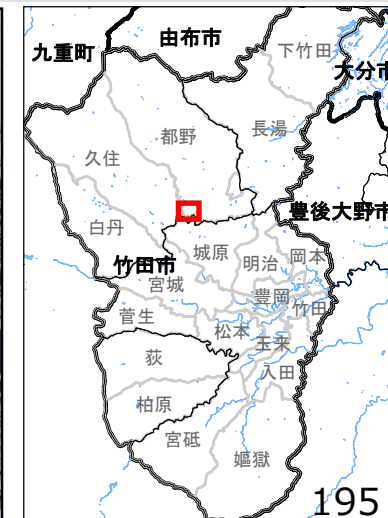 由布市
九重町
下竹田
大分市
都野
長湯
久住
豊後大野市
白丹
城原
岡本
明治
竹田市
宮城
豊岡
竹田
菅生
松本
玉来
荻
入田
柏原
宮砥
嫗獄
195